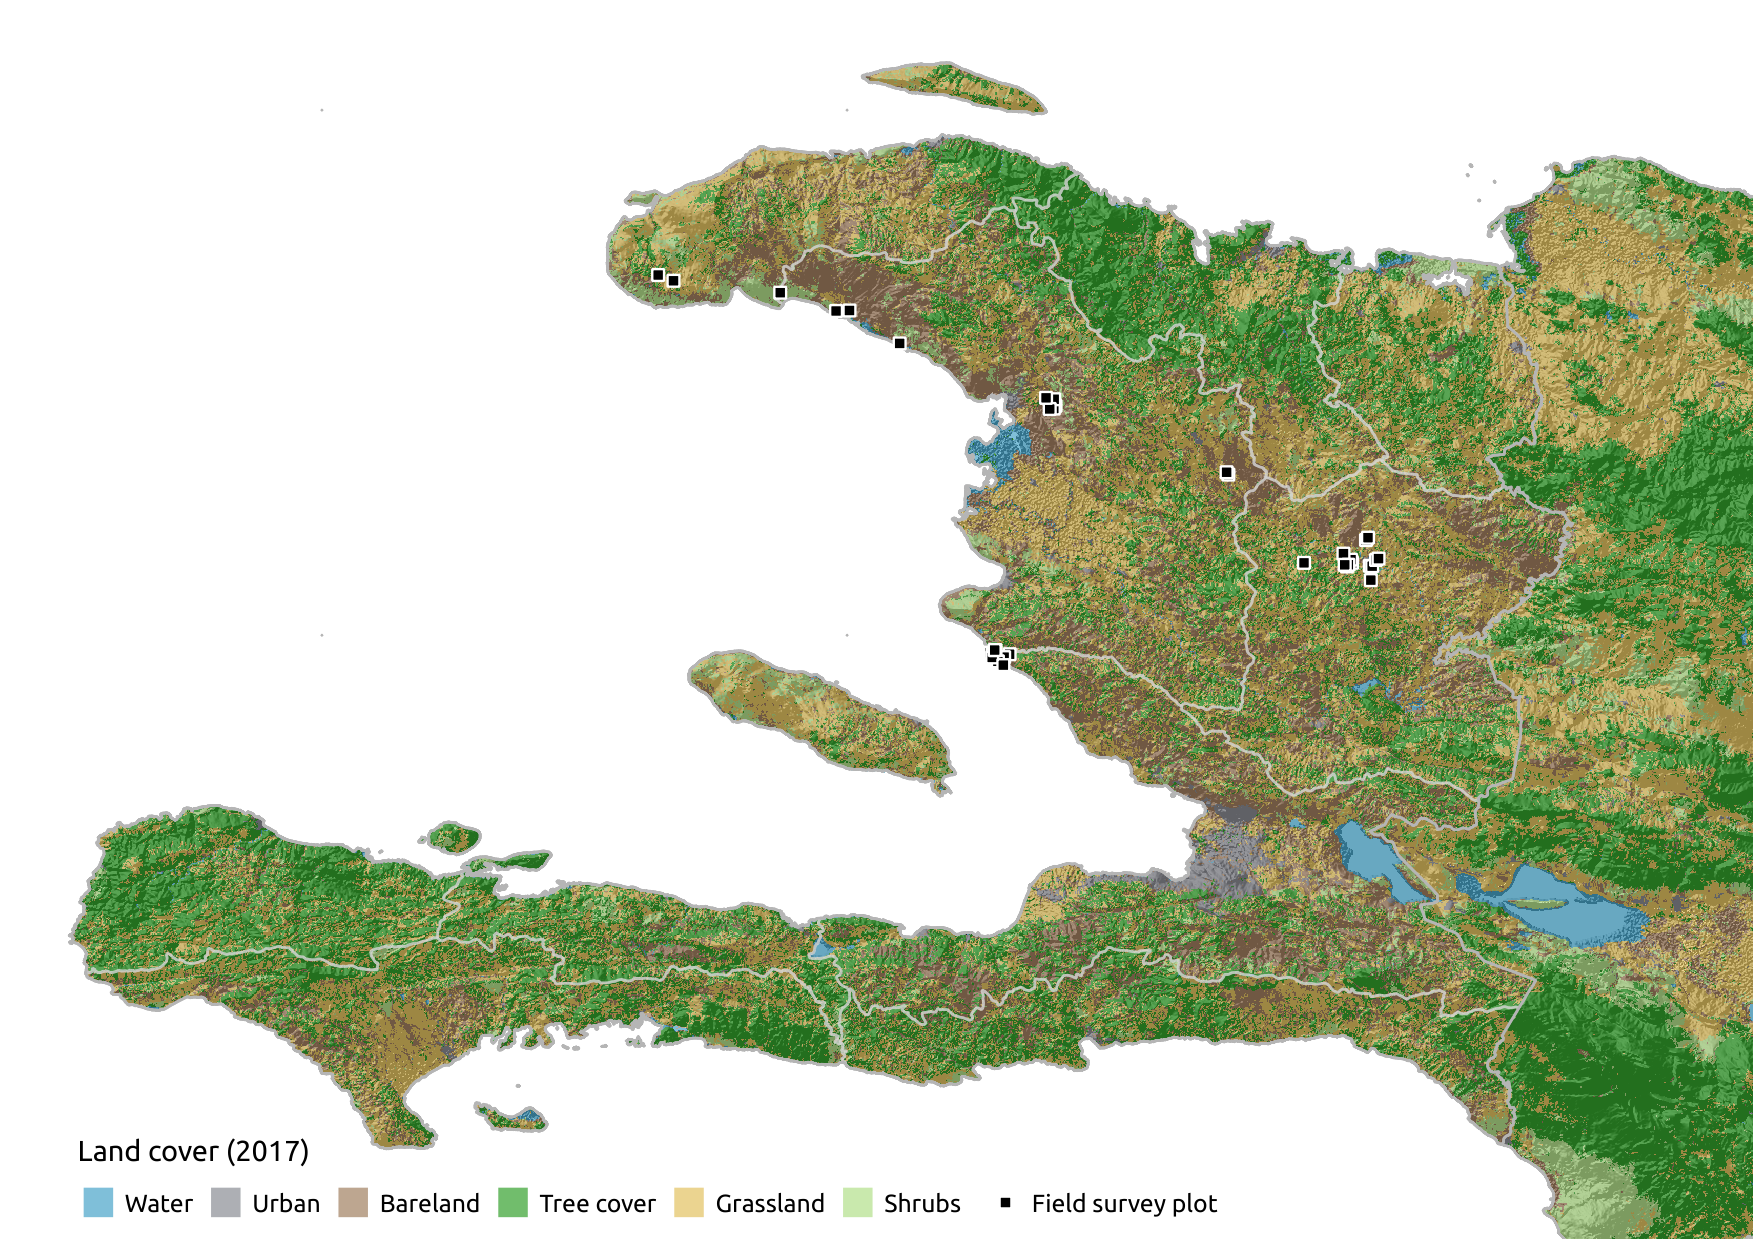 Land cover (2017)
Water Urban Bareland Tree cover Grassland Shrubs Field survey plot